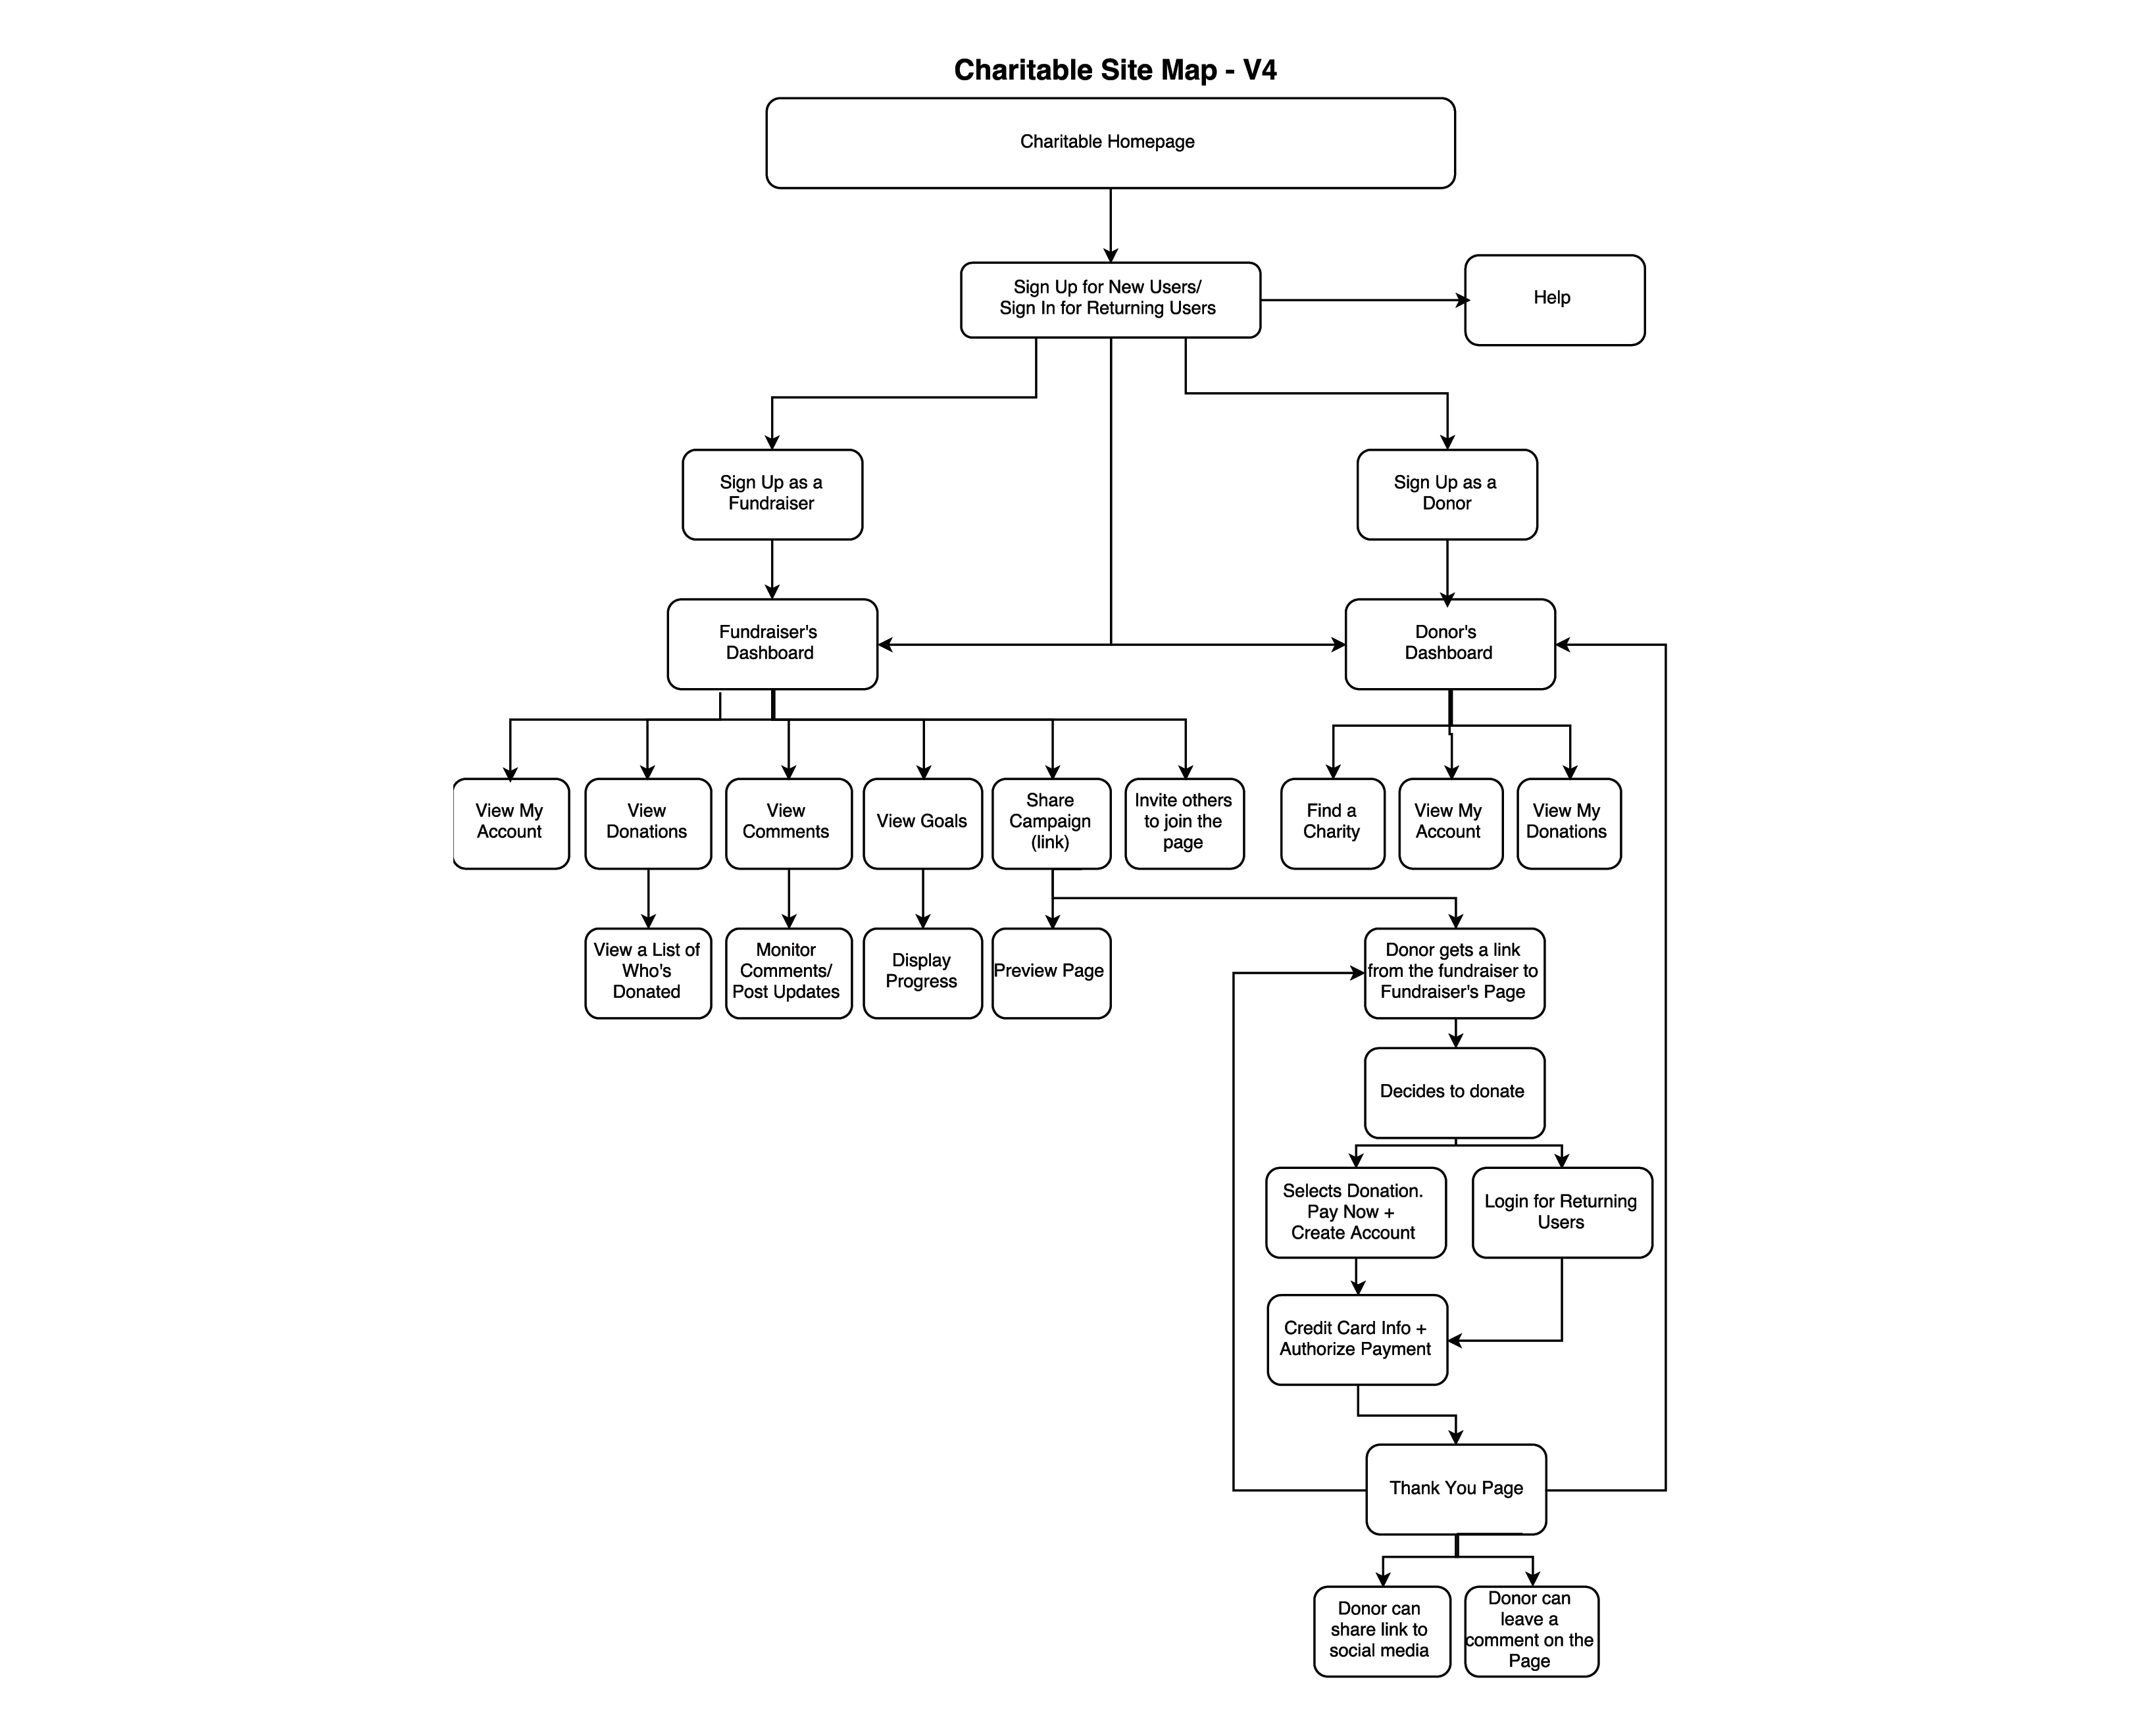 Charitable Site Map - V4
Charitable Homepage
Sign Up for New Users/
Sign In for Returning Users
Help
Sign Up as a
Fundraiser
Sign Up as a
Donor
Fundraiser's
Dashboard
Donor's
Dashboard
View My
Account
View
Donations
View
Comments
View Goals
Share
Campaign
(link)
Invite others
to join the
page
Find a
Charity
View My
Account
View My
Donations
View a List of
Who's
Donated
Monitor
Comments/
Post Updates
Display
Progress
Preview Page
Donor gets a link
from the fundraiser to
Fundraiser's Page
Decides to donate
Selects Donation.
Pay Now +
Create Account
Login for Returning
Users
Credit Card Info +
Authorize Payment
Thank You Page
Donor can
share link to
social media
Donor can
leave a
comment on the
Page